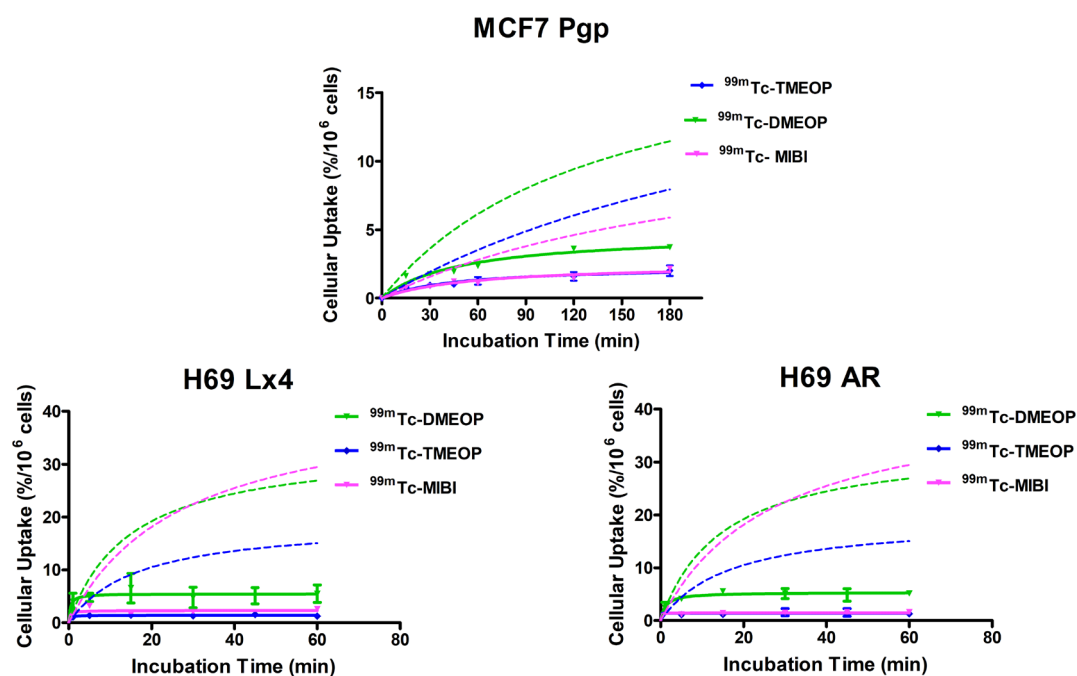 MCF7 Pgp
Cellular Uptake (%/10⁶ cells)
15
10
5
0
0 30 60 90 120 150 180
Incubation Time (min)
⁹⁹ᵐTc-TMEOP
⁹⁹ᵐTc-DMEOP
⁹⁹ᵐTc- MIBI
H69 Lx4
Cellular Uptake (%/10⁶ cells)
40
30
20
10
0
0 20 40 60 80
Incubation Time (min)
⁹⁹ᵐTc-DMEOP
⁹⁹ᵐTc-TMEOP
⁹⁹ᵐTc-MIBI
H69 AR
Cellular Uptake (%/10⁶ cells)
40
30
20
10
0
0 20 40 60 80
Incubation Time (min)
⁹⁹ᵐTc-DMEOP
⁹⁹ᵐTc-TMEOP
⁹⁹ᵐTc-MIBI